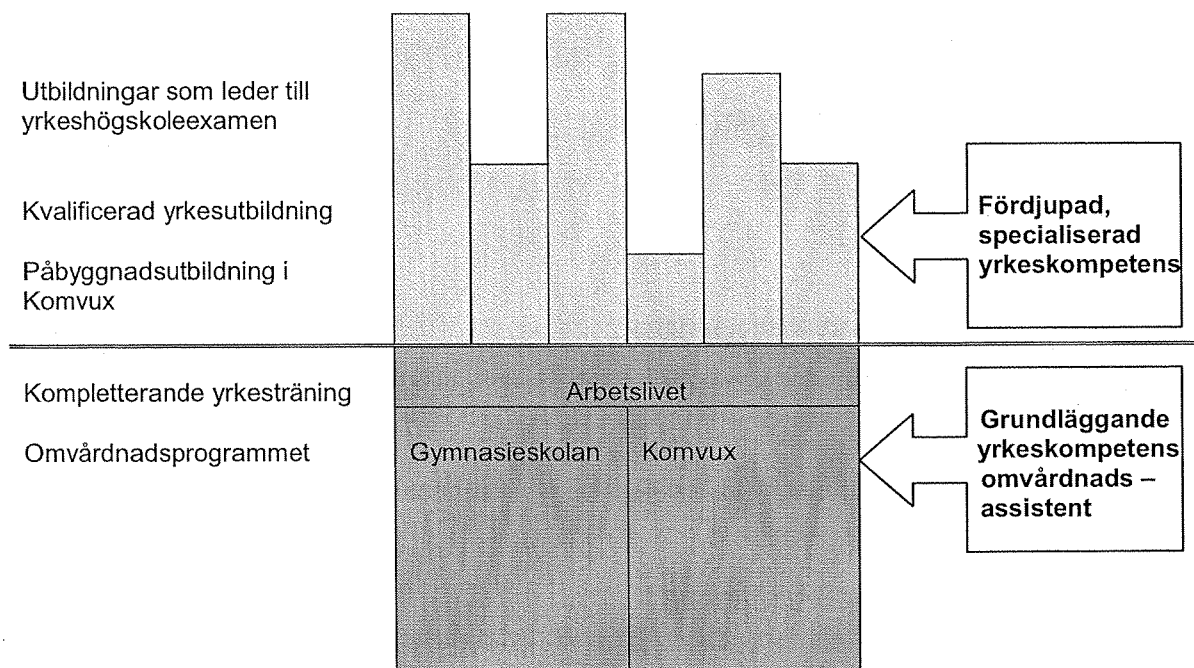 Utbildningar som leder till
yrkeshögskoleexamen
Kvalificerad yrkesutbildning
Påbyggnadsutbildning i
Komvux
Fördjupad,
specialiserad
yrkeskompetens
Kompletterande yrkesträning
Arbetslivet
Omvårdnadsprogrammet
Gymnasieskolan
Komvux
Grundläggande
yrkeskompetens
omvårdnads –
assistent